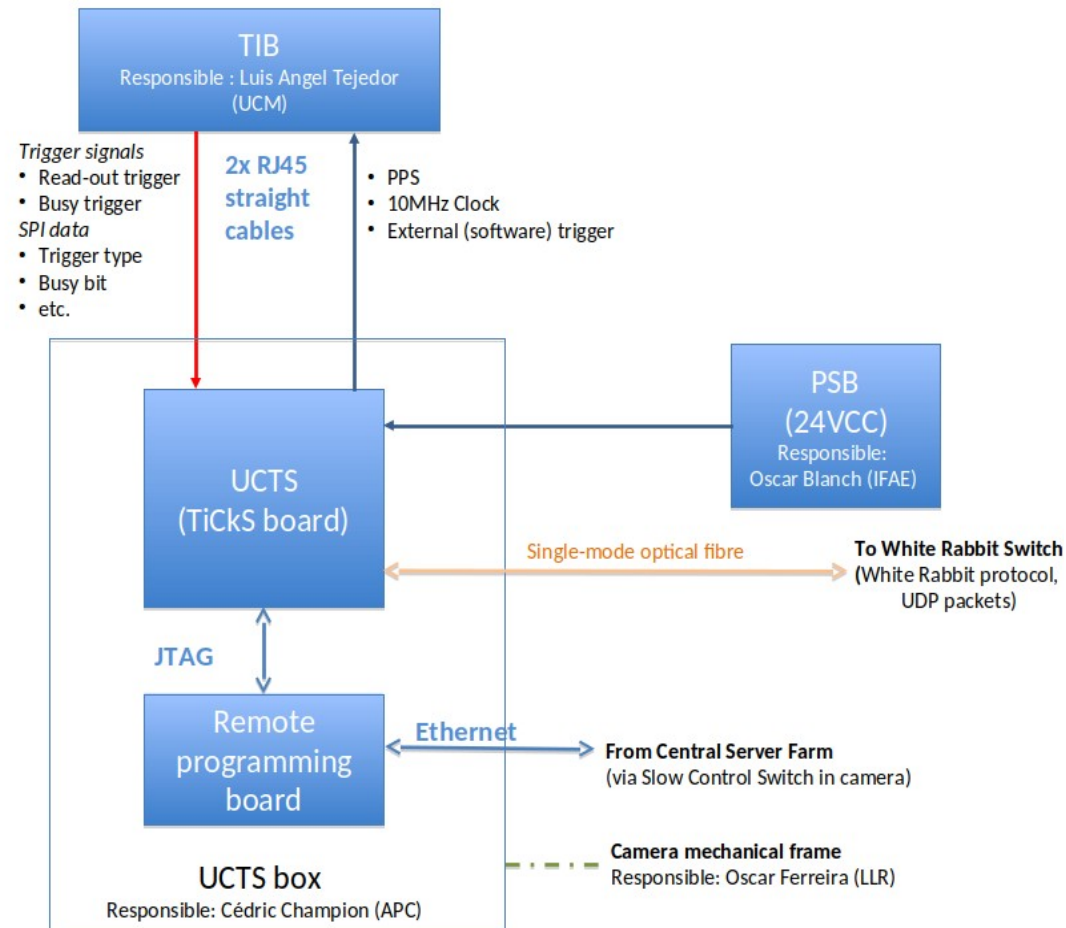 TIB
Responsible : Luis Angel Tejedor
(UCM)
Trigger signals
• Read-out trigger
• Busy trigger
SPI data
• Trigger type
• Busy bit
• etc.
2x RJ45
straight
cables
• PPS
• 10MHz Clock
• External (software) trigger
PSB
(24VCC)
Responsible:
Oscar Blanch (IFAE)
UCTS
(TiCkS board)
Single-mode optical fibre
To White Rabbit Switch
(White Rabbit protocol,
UDP packets)
JTAG
Remote
programming
board
Ethernet
From Central Server Farm
(via Slow Control Switch in camera)
Camera mechanical frame
Responsible: Oscar Ferreira (LLR)
UCTS box
Responsible: Cédric Champion (APC)